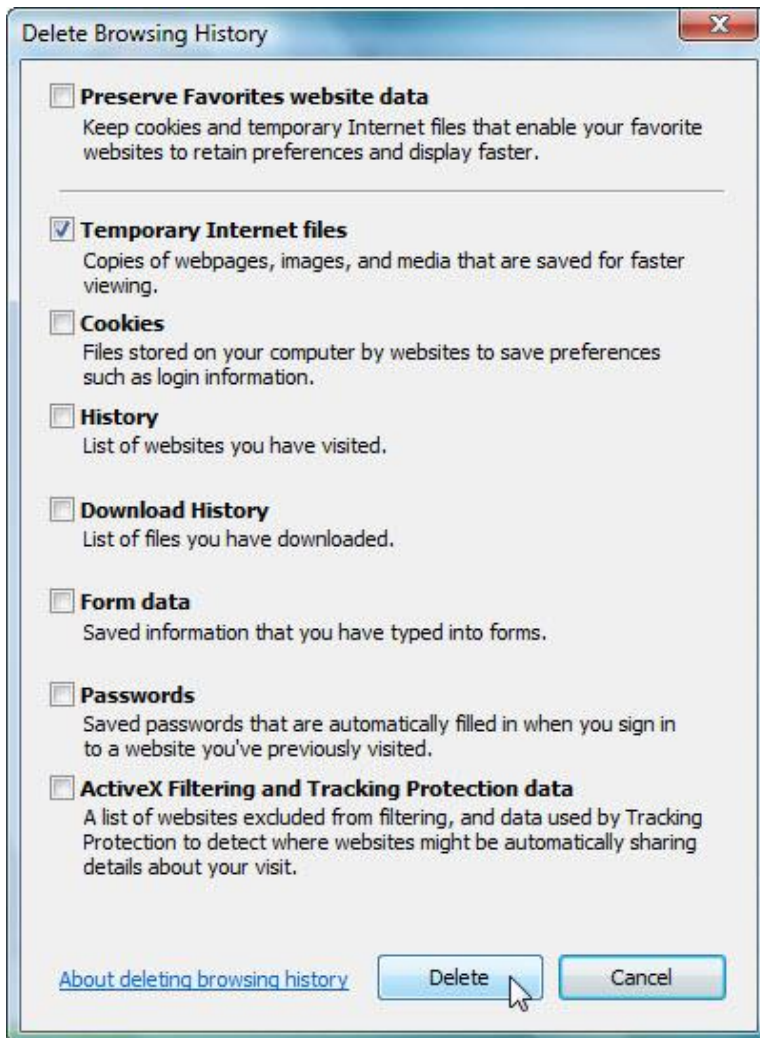 Delete Browsing History
Preserve Favorites website data
Keep cookies and temporary Internet files that enable your favorite
websites to retain preferences and display faster.
Temporary Internet files
Copies of webpages, images, and media that are saved for faster
viewing.
Cookies
Files stored on your computer by websites to save preferences
such as login information.
History
List of websites you have visited.
Download History
List of files you have downloaded.
Form data
Saved information that you have typed into forms.
Passwords
Saved passwords that are automatically filled in when you sign in
to a website you've previously visited.
ActiveX Filtering and Tracking Protection data
A list of websites excluded from filtering, and data used by Tracking
Protection to detect where websites might be automatically sharing
details about your visit.
About deleting browsing history Delete Cancel